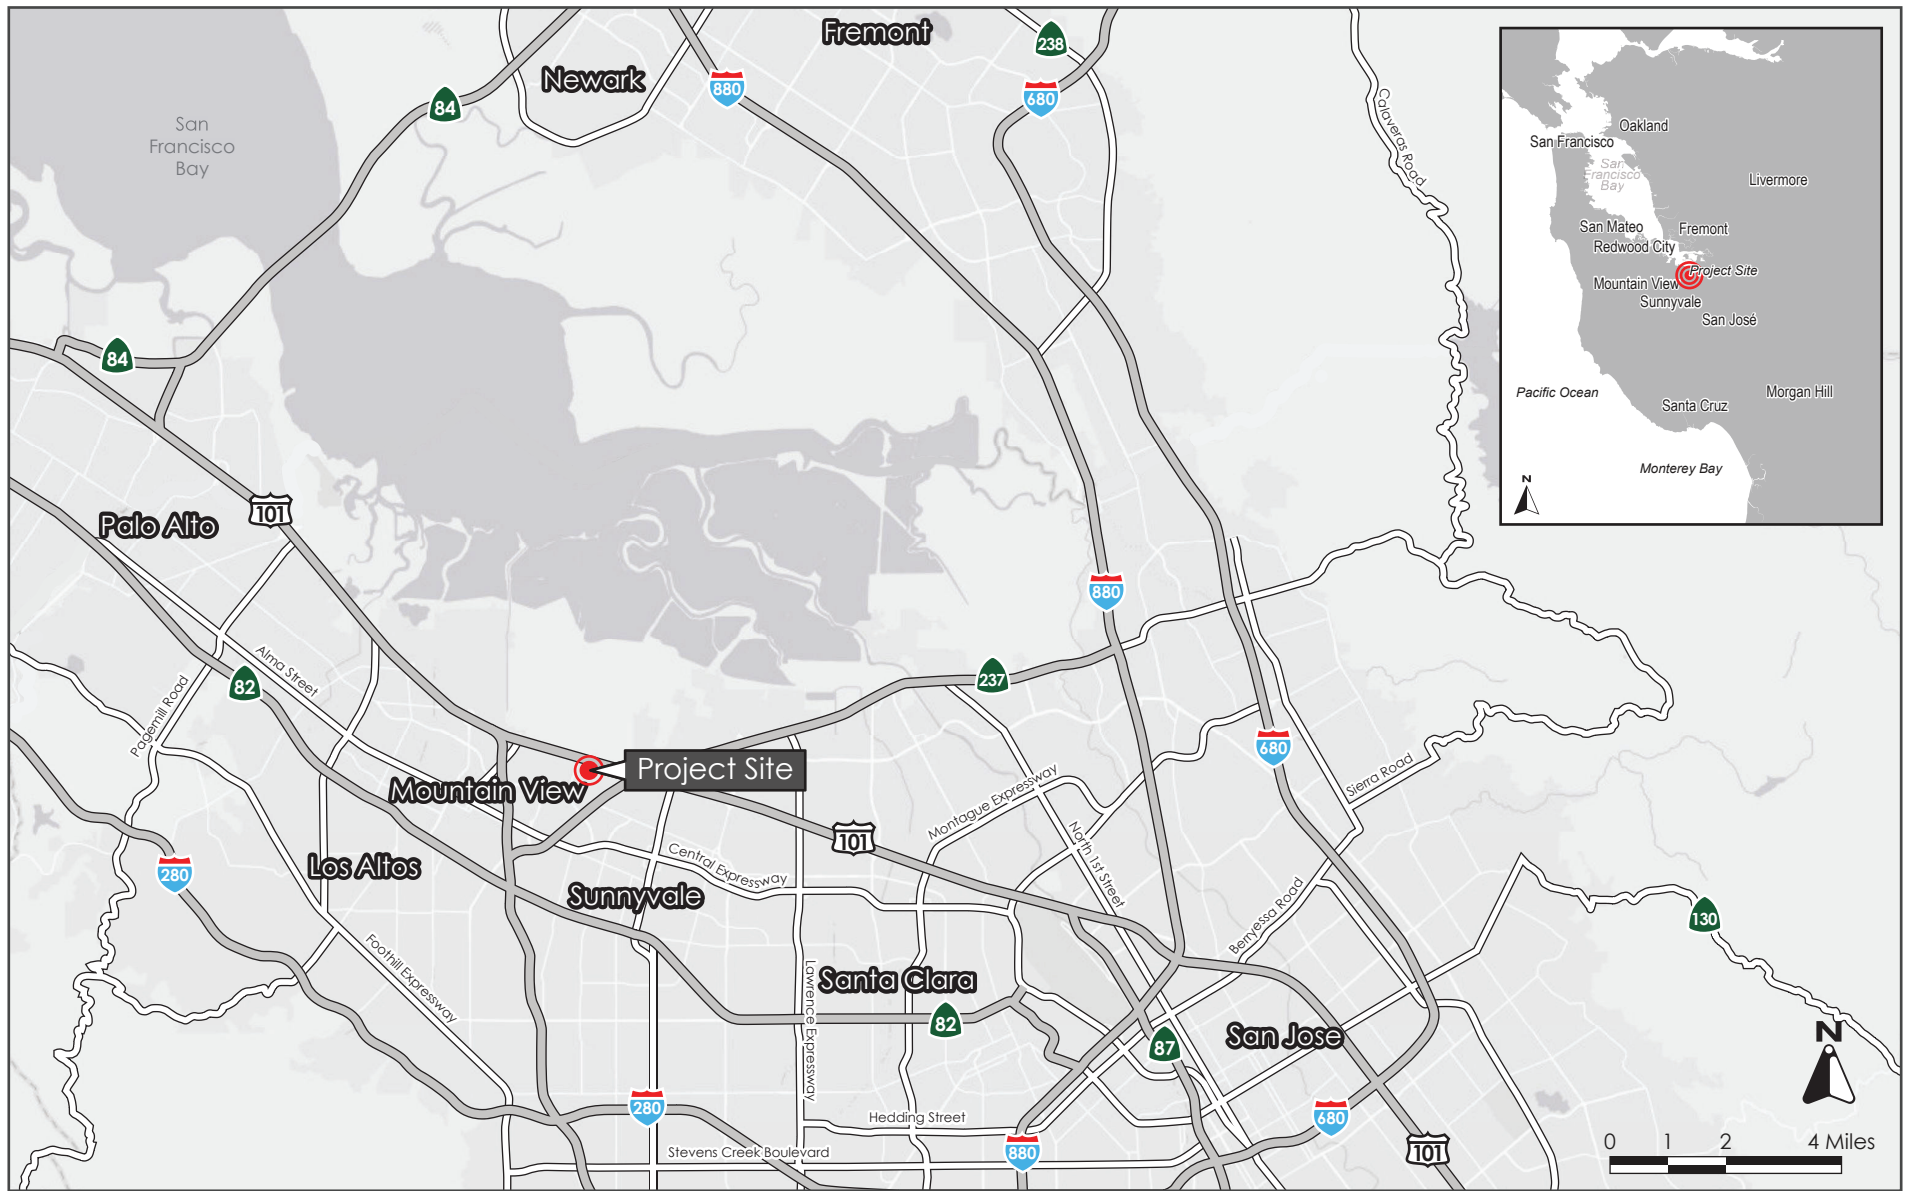 Fremont
238
Newark
880
680
84
San
Francisco
Bay
Calaveras Road
84
101
Palo Alto
880
Alma Street
82
237
Pagemill Road
680
Project Site
Mountain View
Sierra Road
Montague Expressway
101
North 1st Street
Los Altos
280
Central Expressway
Sunnyvale
Berryessa Road
130
Foothill Expressway
Santa Clara
Lawrence Expressway
82
San Jose
87
280
Hedding Street
680
Stevens Creek Boulevard
880
101
N
0 1 2 4 Miles
Oakland
San Francisco
San
Francisco
Bay
Livermore
San Mateo
Fremont
Redwood City
Project Site
Mountain View
Sunnyvale
San José
Pacific Ocean
Morgan Hill
Santa Cruz
Monterey Bay
N